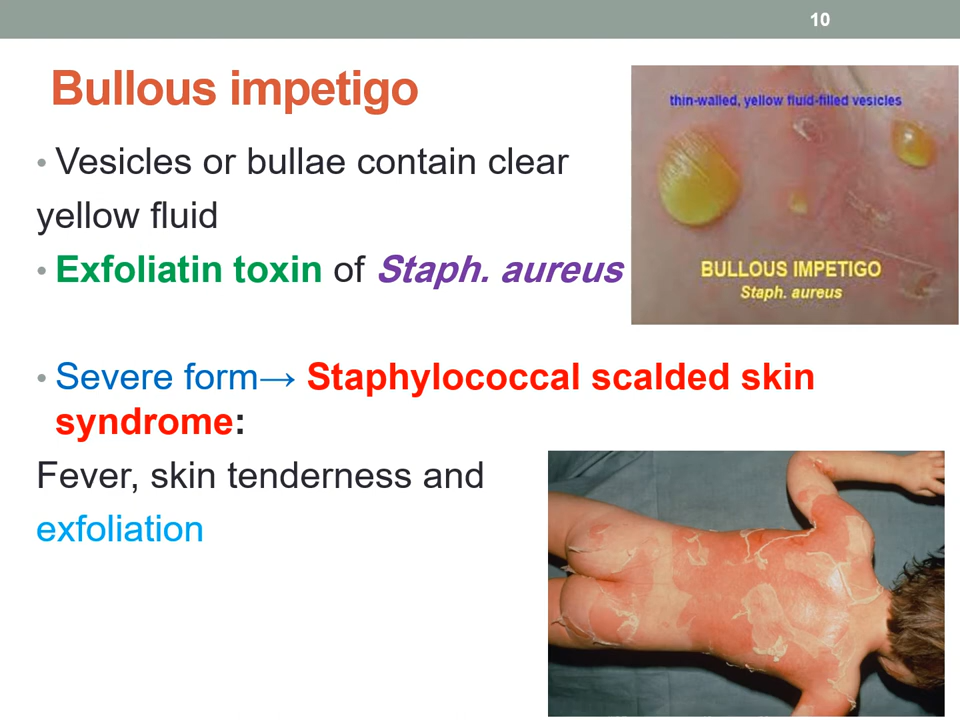 10
Bullous impetigo
thin-walled, yellow fluid-filled vesicles
• Vesicles or bullae contain clear
yellow fluid
• Exfoliatin toxin of Staph. aureus
BULLOUS IMPETIGO
Staph. aureus
• Severe form→ Staphylococcal scalded skin
syndrome:
Fever, skin tenderness and
exfoliation